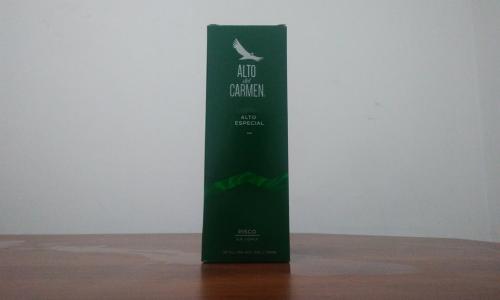 ALTO
del
CARMEN
ALTO
ESPECIAL
PISCO